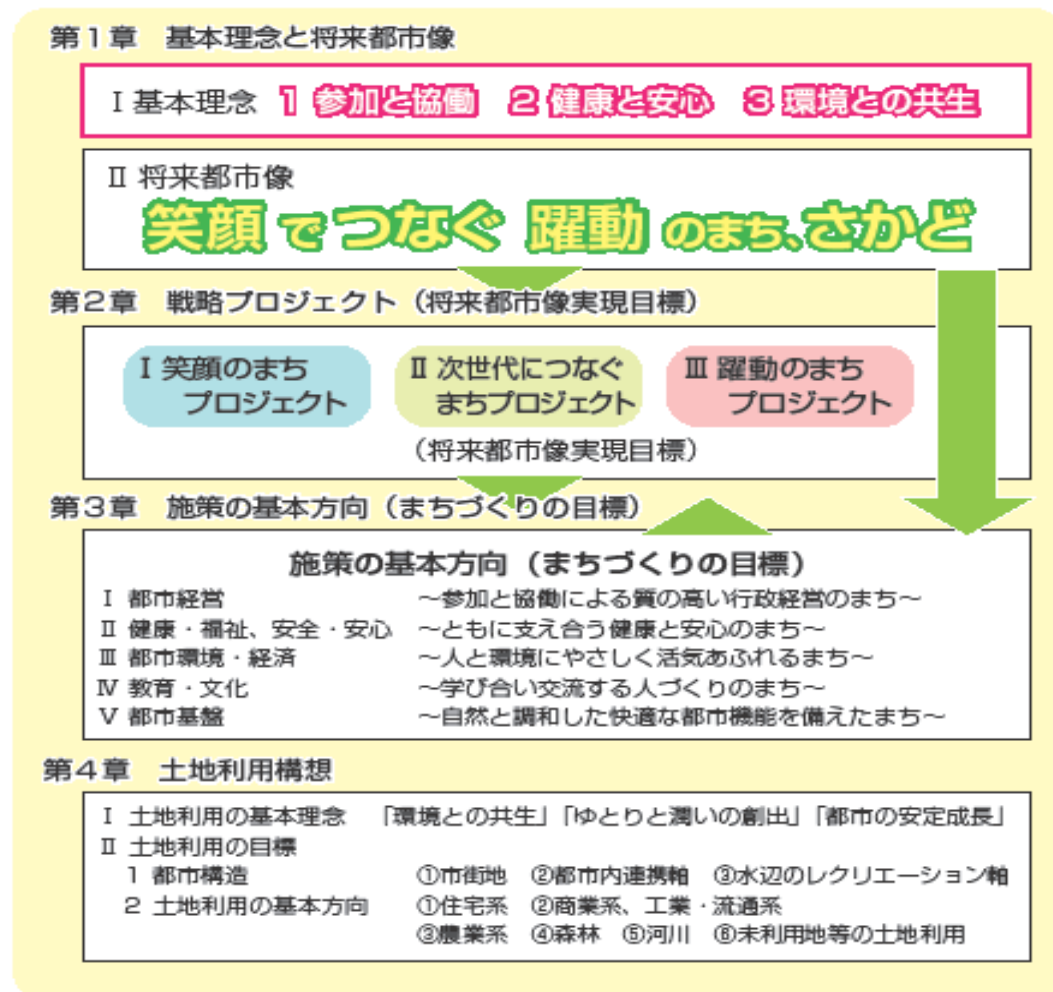 第1章 基本理念と将来都市像
Ⅰ 基本理念 1 参加と協働 2 健康と安心 3 環境との共生
Ⅱ 将来都市像
笑顔 で つなぐ 躍動 のまち、さかど
第2章 戦略プロジェクト（将来都市像実現目標）
Ⅰ 笑顔のまち
プロジェクト
Ⅱ 次世代につなぐ
まちプロジェクト
Ⅲ 躍動のまち
プロジェクト
（将来都市像実現目標）
第3章 施策の基本方向（まちづくりの目標）
施策の基本方向（まちづくりの目標）
Ⅰ 都市経営 ～参加と協働による質の高い行政経営のまち～
Ⅱ 健康・福祉、安全・安心 ～ともに支え合う健康と安心のまち～
Ⅲ 都市環境・経済 ～人と環境にやさしく活気あふれるまち～
Ⅳ 教育・文化 ～学び合い交流する人づくりのまち～
Ⅴ 都市基盤 ～自然と調和した快適な都市機能を備えたまち～
第4章 土地利用構想
Ⅰ 土地利用の基本理念 「環境との共生」「ゆとりと潤いの創出」「都市の安定成長」
Ⅱ 土地利用の目標
1 都市構造 ①市街地 ②都市内連携軸 ③水辺のレクリエーション軸
2 土地利用の基本方向 ①住宅系 ②商業系、工業・流通系
③農業系 ④森林 ⑤河川 ⑥未利用地等の土地利用